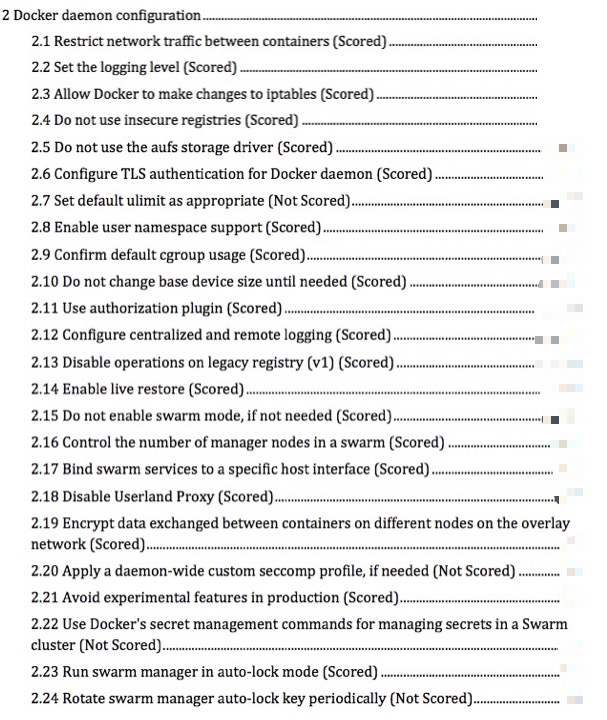 2 Docker daemon configuration
2.1 Restrict network traffic between containers (Scored)
2.2 Set the logging level (Scored)
2.3 Allow Docker to make changes to iptables (Scored)
2.4 Do not use insecure registries (Scored)
2.5 Do not use the aufs storage driver (Scored)
2.6 Configure TLS authentication for Docker daemon (Scored)
2.7 Set default ulimit as appropriate (Not Scored)
2.8 Enable user namespace support (Scored)
2.9 Confirm default cgroup usage (Scored)
2.10 Do not change base device size until needed (Scored)
2.11 Use authorization plugin (Scored)
2.12 Configure centralized and remote logging (Scored)
2.13 Disable operations on legacy registry (v1) (Scored)
2.14 Enable live restore (Scored)
2.15 Do not enable swarm mode, if not needed (Scored)
2.16 Control the number of manager nodes in a swarm (Scored)
2.17 Bind swarm services to a specific host interface (Scored)
2.18 Disable Userland Proxy (Scored)
2.19 Encrypt data exchanged between containers on different nodes on the overlay
network (Scored)
2.20 Apply a daemon-wide custom seccomp profile, if needed (Not Scored)
2.21 Avoid experimental features in production (Scored)
2.22 Use Docker's secret management commands for managing secrets in a Swarm
cluster (Not Scored)
2.23 Run swarm manager in auto-lock mode (Scored)
2.24 Rotate swarm manager auto-lock key periodically (Not Scored)